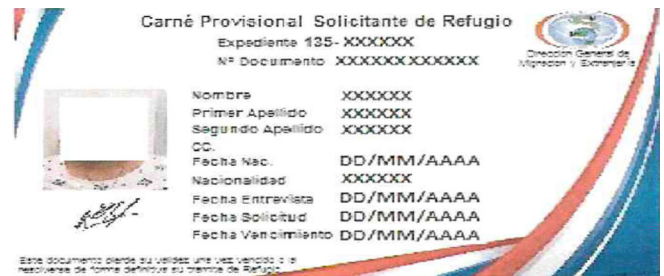 Carné Provisional Solicitante de Refugio
Expediente 135- XXXXXX
Nº Documento XXXXXXXXXXXX
Dirección General de
Migración y Extranjería
Nombre XXXXXX
Primer Apellido XXXXXX
Segundo Apellido XXXXXX
CC.
Fecha Nac. DD/MM/AAAA
Nacionalidad XXXXXX
Fecha Entrevista DD/MM/AAAA
Fecha Solicitud DD/MM/AAAA
Fecha Vencimiento DD/MM/AAAA
Este documento pierde su validez una vez vencido o al
resolverse de forma definitiva su trámite de Refugio